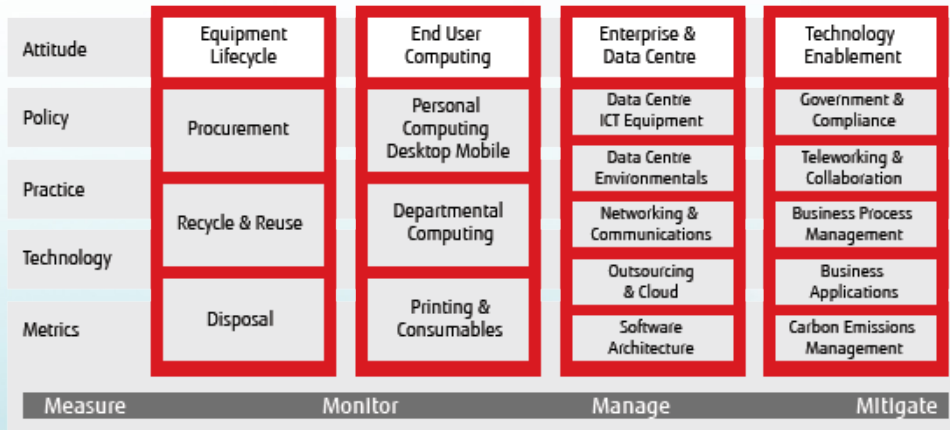 Attitude
Equipment
Lifecycle
End User
Computing
Enterprise &
Data Centre
Technology
Enablement
Policy
Procurement
Personal
Computing
Desktop Mobile
Data Centre
ICT Equipment
Government &
Compliance
Practice
Data Centre
Environmentals
Teleworking &
Collaboration
Recycle & Reuse
Departmental
Computing
Networking &
Communications
Business Process
Management
Technology
Outsourcing
& Cloud
Business
Applications
Metrics
Disposal
Printing &
Consumables
Software
Architecture
Carbon Emissions
Management
Measure
Monitor
Manage
Mitigate